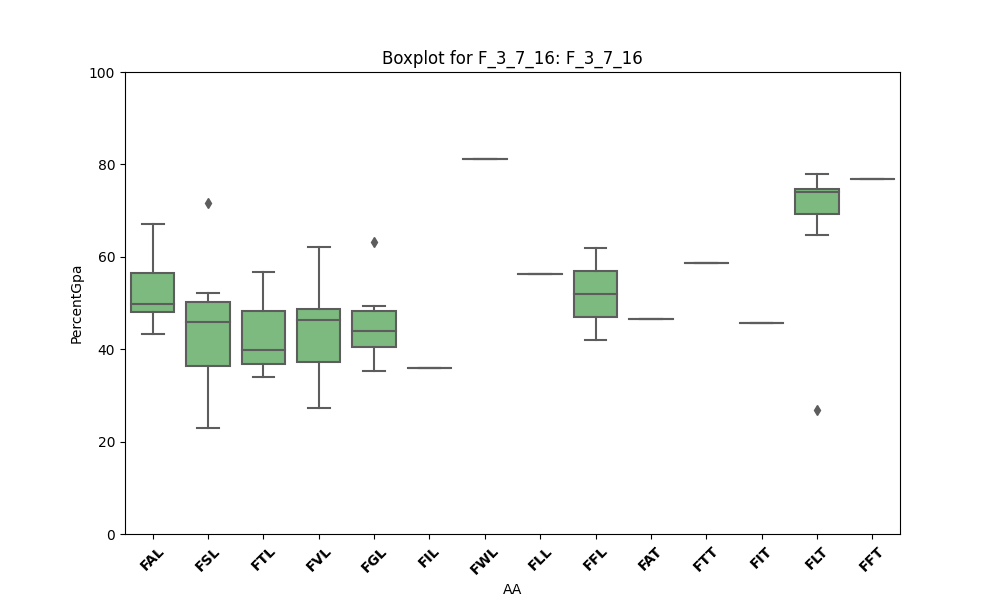 Boxplot for F_3_7_16: F_3_7_16
100
80
60
40
20
0
PercentGpa
FAL FSL FTL FVL FGL FIL FWL FLL FFL FAT FTT FIT FLT FFT
AA